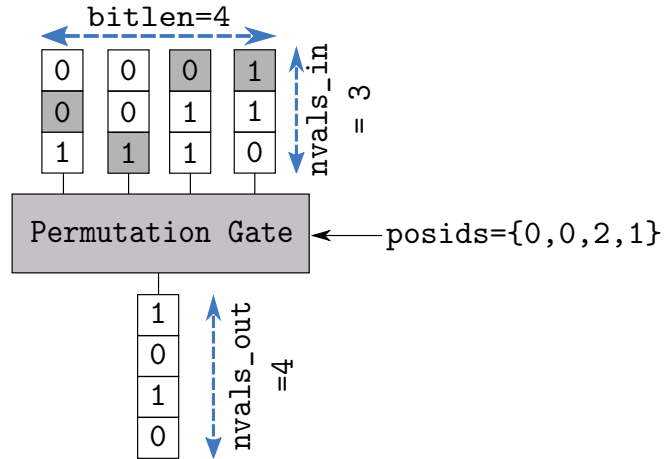 bitlen=4
0 0 0 1
0 0 1 1
1 1 1 0
nvals_in
= 3
Permutation Gate
posids={0,0,2,1}
1
0
1
0
nvals_out
=4